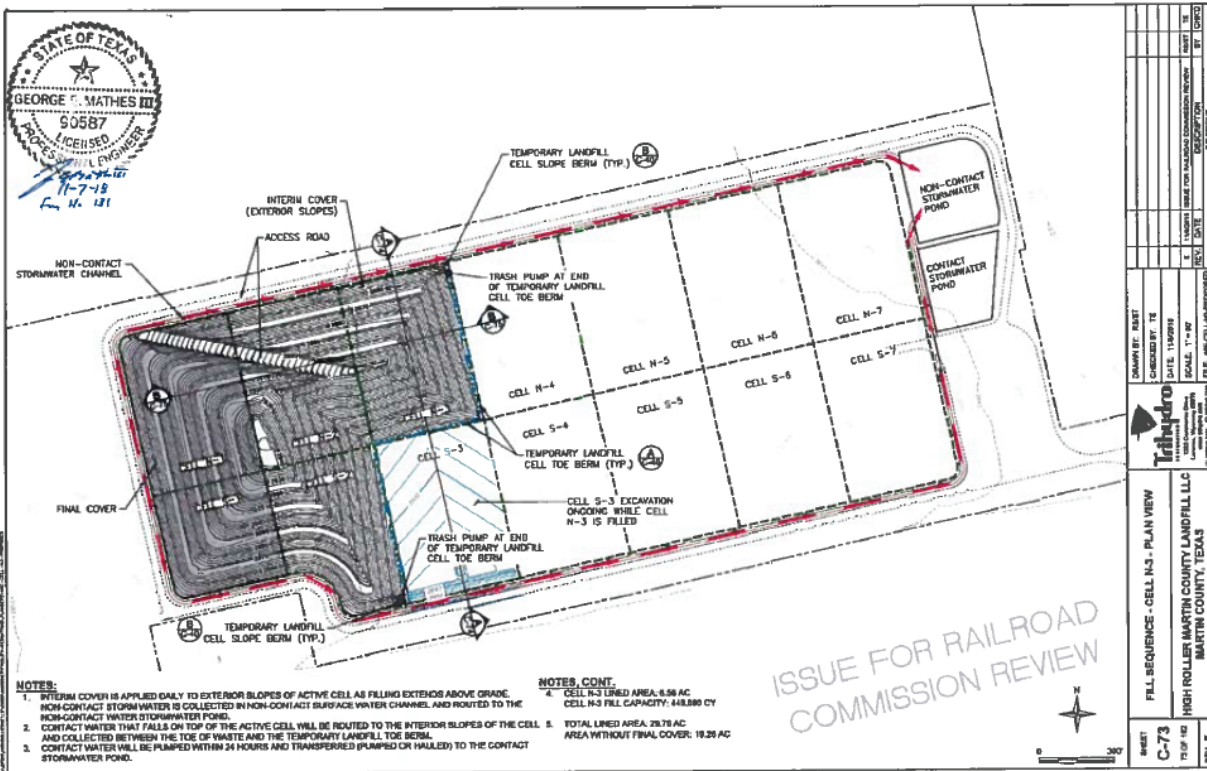 STATE OF TEXAS
GEORGE MATHES III
90587
LICENSED
PROFESSIONAL ENGINEER
11-7-18
TEMPORARY LANDFILL
CELL SLOPE BERM (TYP.)
B
INTERIM COVER
(EXTERIOR SLOPES)
ACCESS ROAD
NON-CONTACT
STORMWATER CHANNEL
TRASH PUMP AT END
OF TEMPORARY LANDFILL
CELL TOE BERM
NON-CONTACT
STORMWATER
POND
CONTACT
STORMWATER
POND
CELL N-4
CELL N-5
CELL N-6
CELL N-7
CELL S-3
CELL S-4
CELL S-5
CELL S-6
CELL S-7
TEMPORARY LANDFILL
CELL TOE BERM (TYP.)
A
FINAL COVER
CELL S-3 EXCAVATION
ONGOING WHILE CELL
N-3 IS FILLED
TRASH PUMP AT END
OF TEMPORARY LANDFILL
CELL TOE BERM
TEMPORARY LANDFILL
CELL SLOPE BERM (TYP.)
B
NOTES:
1. INTERIM COVER IS APPLIED DAILY TO EXTERIOR SLOPES OF ACTIVE CELL AS FILLING EXTENDS ABOVE GRADE.
NON-CONTACT STORM WATER IS COLLECTED IN NON-CONTACT SURFACE WATER CHANNEL AND ROUTED TO THE
NON-CONTACT WATER STORMWATER POND.
2. CONTACT WATER THAT FALLS ON TOP OF THE ACTIVE CELL WILL BE ROUTED TO THE INTERIOR SLOPES OF THE CELL
AND COLLECTED BETWEEN THE TOE OF WASTE AND THE TEMPORARY LANDFILL TOE BERM.
3. CONTACT WATER WILL BE PUMPED WITHIN 24 HOURS AND TRANSFERRED (PUMPED OR HAULED) TO THE CONTACT
STORMWATER POND.
NOTES, CONT.
4. CELL N-3 LINED AREA: 6.56 AC
CELL N-3 FILL CAPACITY: CY
5. TOTAL LINED AREA: 29.70 AC
AREA WITHOUT FINAL COVER: AC
ISSUE FOR RAILROAD
COMMISSION REVIEW
N
0 300'
ISSUE FOR RAILROAD COMMISSION REVIEW
REV. DATE DESCRIPTION BY CHK'D
DRAWN BY:
CHECKED BY: TE
DATE:
SCALE:
Trihydro
CORPORATION
FILL SEQUENCE - CELL N-3 - PLAN VIEW
HIGH ROLLER MARTIN COUNTY LANDFILL LLC
MARTIN COUNTY, TEXAS
SHEET
C-73